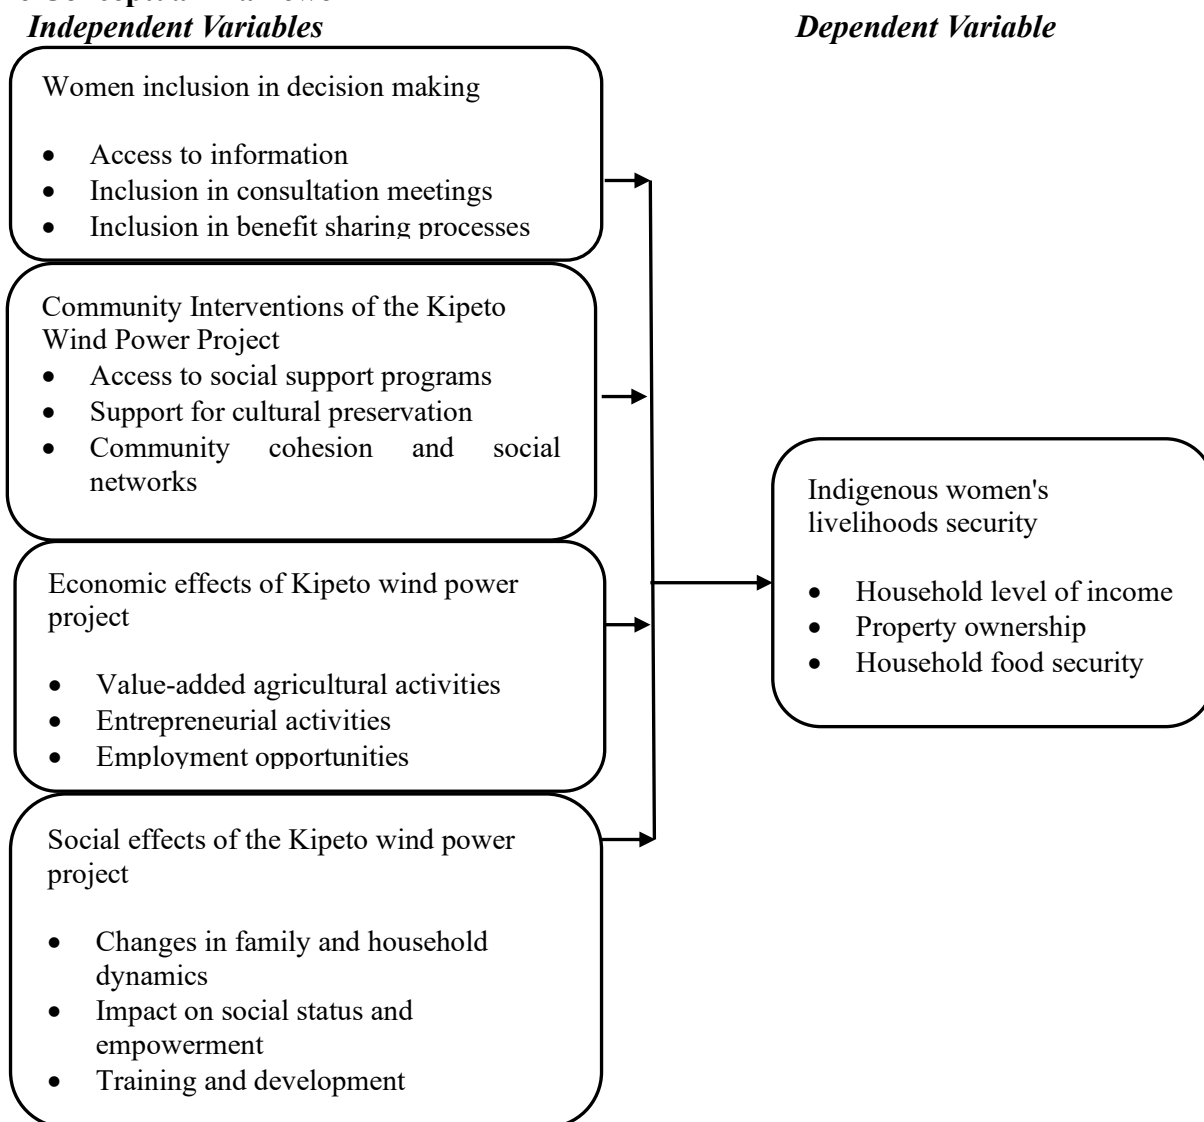 Independent Variables
Dependent Variable
Women inclusion in decision making
• Access to information
• Inclusion in consultation meetings
• Inclusion in benefit sharing processes
Community Interventions of the Kipeto
Wind Power Project
• Access to social support programs
• Support for cultural preservation
• Community cohesion and social
networks
Economic effects of Kipeto wind power
project
• Value-added agricultural activities
• Entrepreneurial activities
• Employment opportunities
Social effects of the Kipeto wind power
project
• Changes in family and household
dynamics
• Impact on social status and
empowerment
• Training and development
Indigenous women's
livelihoods security
• Household level of income
• Property ownership
• Household food security